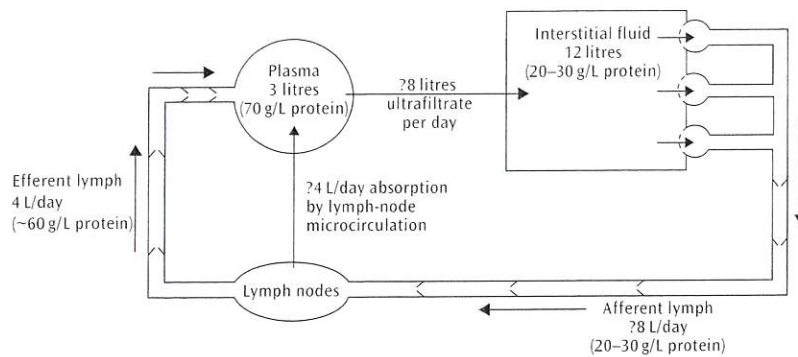 Plasma
3 litres
(70 g/L protein)
?8 litres
ultrafiltrate
per day
Interstitial fluid
12 litres
(20–30 g/L protein)
Efferent lymph
4 L/day
(~60 g/L protein)
?4 L/day absorption
by lymph-node
microcirculation
Lymph nodes
Afferent lymph
?8 L/day
(20–30 g/L protein)